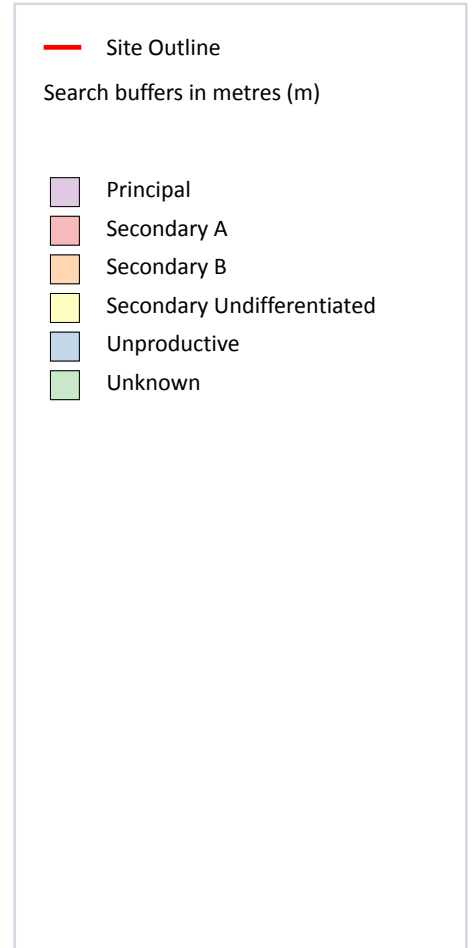 Site Outline
Search buffers in metres (m)
Principal
Secondary A
Secondary B
Secondary Undifferentiated
Unproductive
Unknown